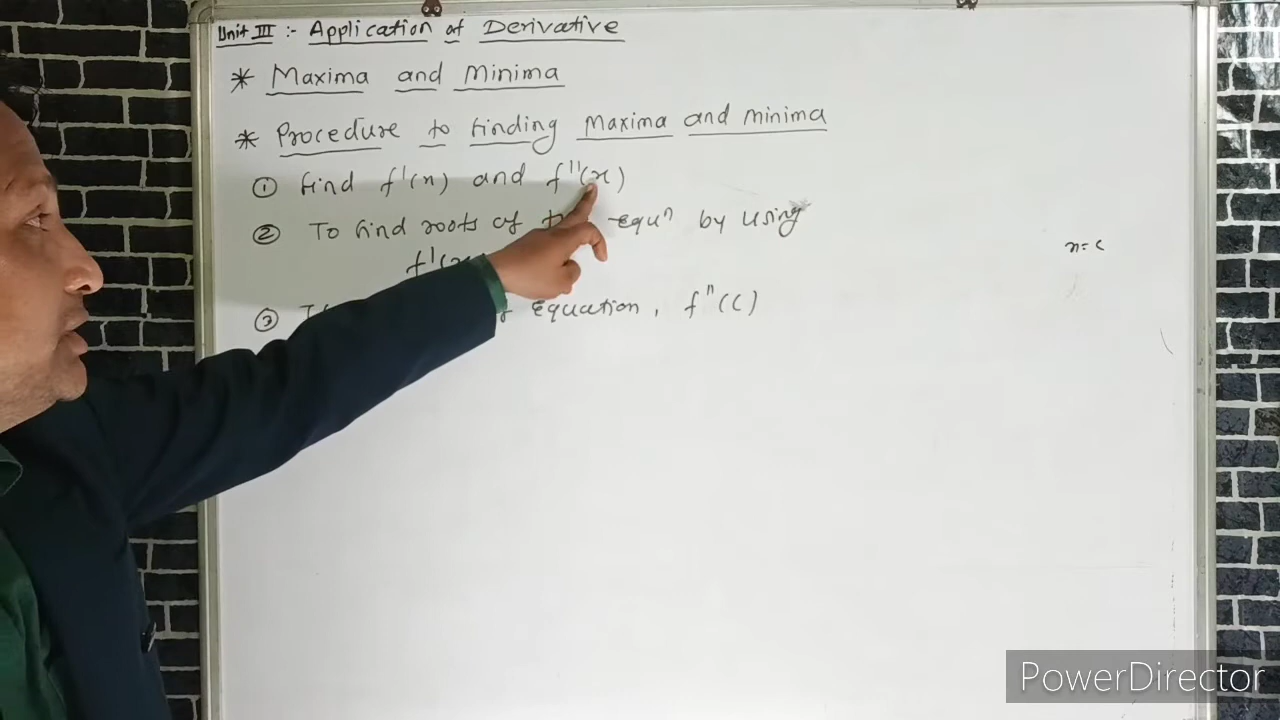 Unit III :- Application of Derivative
* Maxima and Minima
* Procedure to finding Maxima and minima
① find f'(x) and f''(x)
② To find roots of equⁿ by using
f'(x
x = c
③ equation, f''(c)
PowerDirector